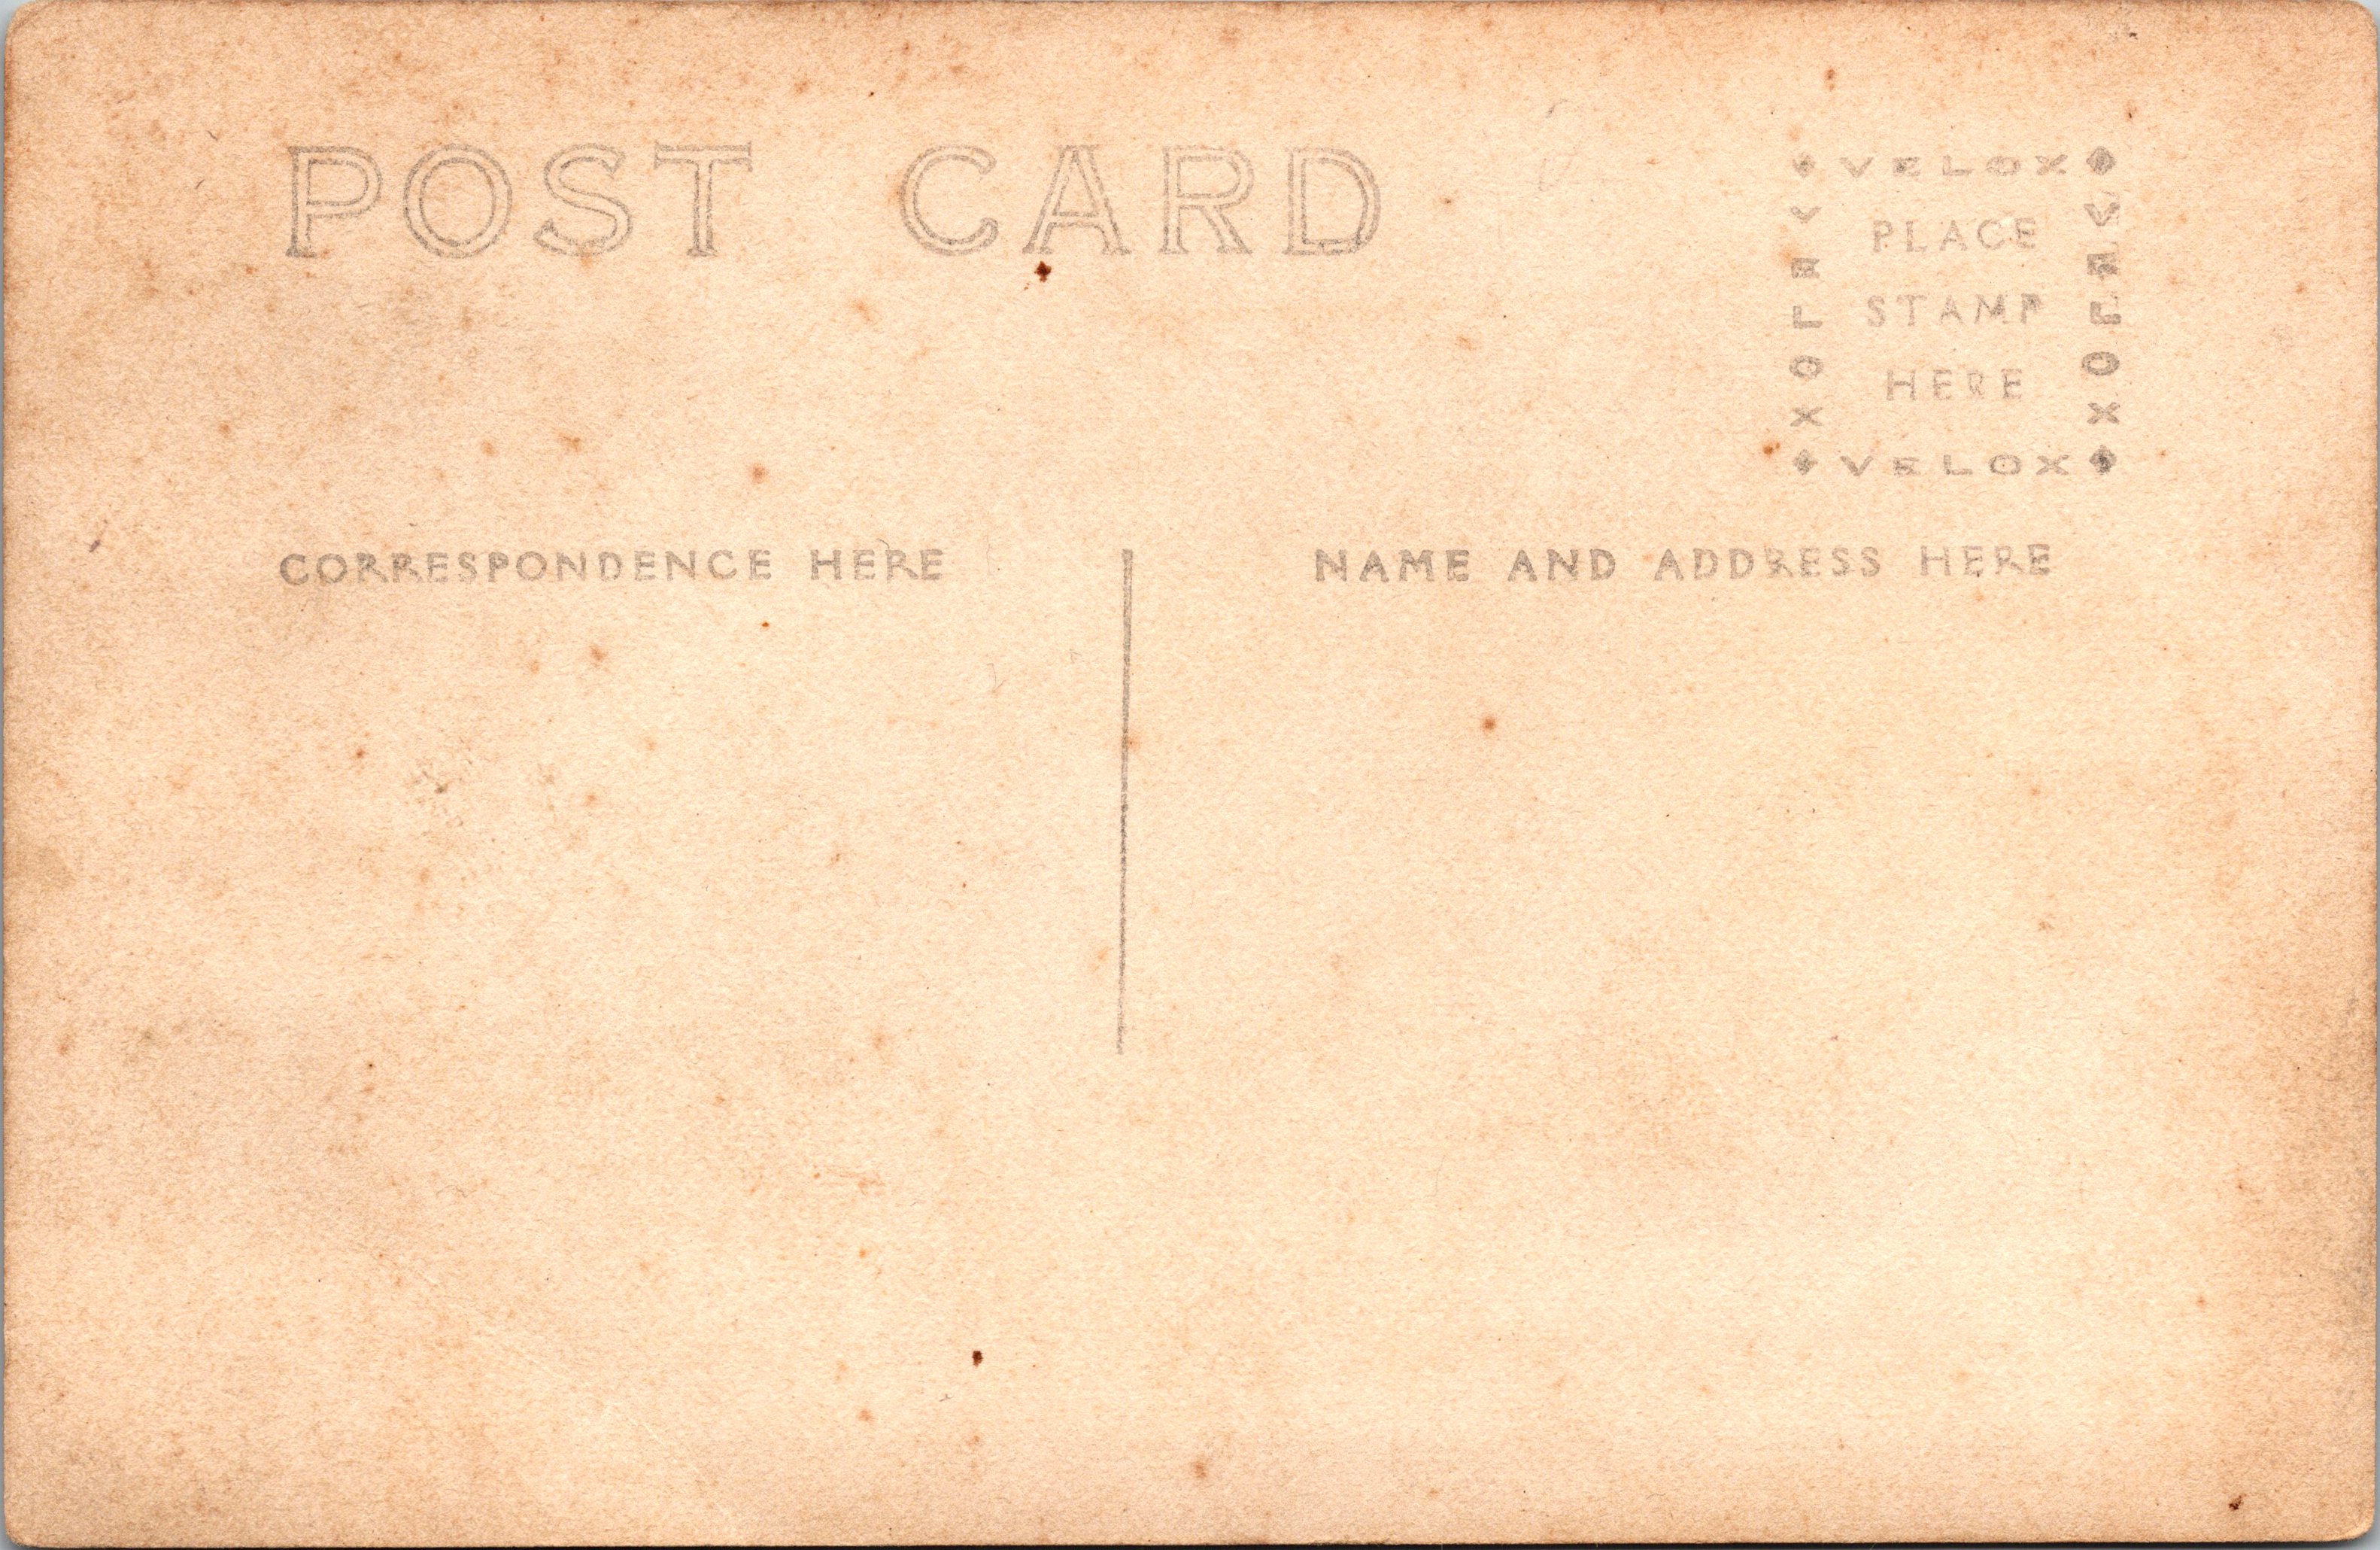 POST CARD
VELOX
VELOX
PLACE
STAMP
HERE
VELOX
VELOX
CORRESPONDENCE HERE
NAME AND ADDRESS HERE